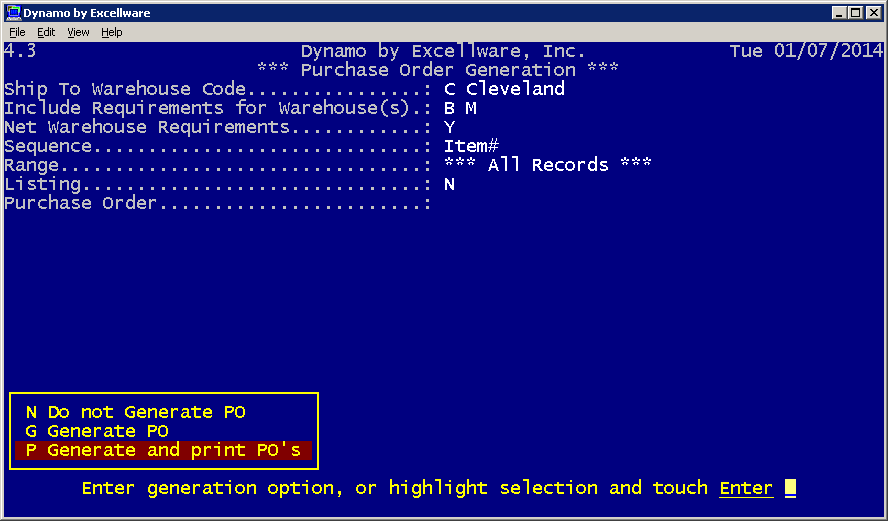 Dynamo by Excellware
File Edit View Help
4.3 Dynamo by Excellware, Inc. Tue 01/07/2014
*** Purchase Order Generation ***
Ship To Warehouse Code................: C Cleveland
Include Requirements for Warehouse(s).: B M
Net Warehouse Requirements............: Y
Sequence..............................: Item#
Range.................................: *** All Records ***
Listing...............................: N
Purchase Order........................:
N Do not Generate PO
G Generate PO
P Generate and print PO's
Enter generation option, or highlight selection and touch Enter